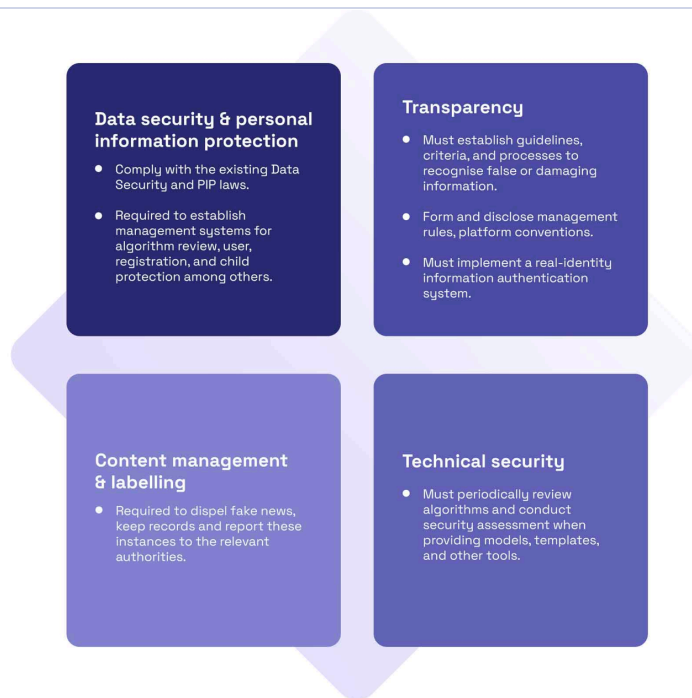 Data security & personal
information protection
● Comply with the existing Data
Security and PIP laws.
● Required to establish
management systems for
algorithm review, user,
registration, and child
protection among others.
Transparency
● Must establish guidelines,
criteria, and processes to
recognise false or damaging
information.
● Form and disclose management
rules, platform conventions.
● Must implement a real-identity
information authentication
system.
Content management
& labelling
● Required to dispel fake news,
keep records and report these
instances to the relevant
authorities.
Technical security
● Must periodically review
algorithms and conduct
security assessment when
providing models, templates,
and other tools.